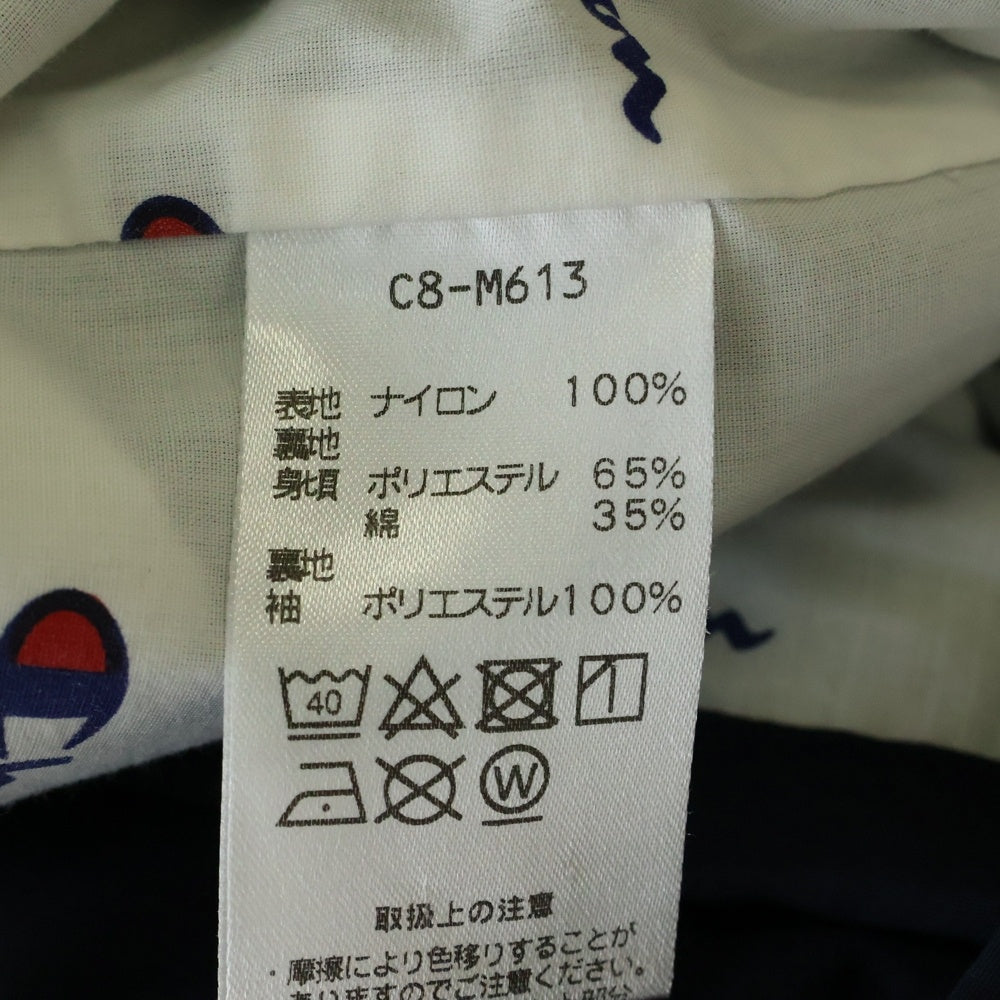 C8-M613
表地 ナイロン 100%
裏地
身頃 ポリエステル 65%
綿 35%
裏地
袖 ポリエステル100%
40
W
取扱上の注意
・摩擦により色移りすることが
ありますのでご注意ください。